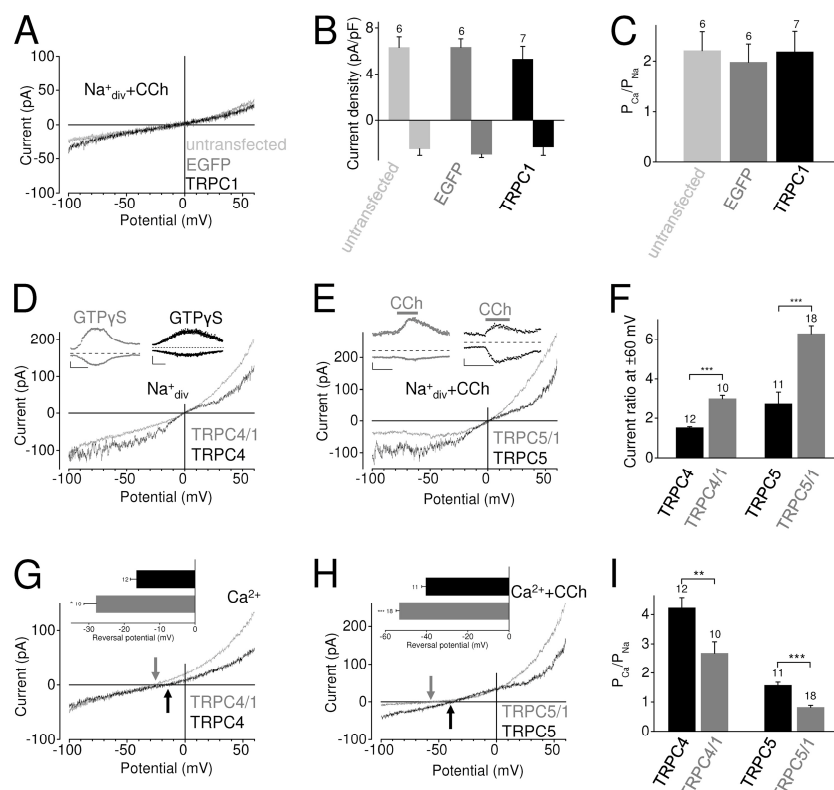 A
100
50
0
50
100
-100
-50
0
50
Current (pA)
Potential (mV)
Na⁺div+CCh
untransfected
EGFP
TRPC1
B
Current density (pA/pF)
8
4
0
6
6
7
untransfected
EGFP
TRPC1
C
PCa/PNa
2
1
0
6
6
7
untransfected
EGFP
TRPC1
D
GTPγS
GTPγS
200
100
0
-100
Current (pA)
Na⁺div
TRPC4/1
TRPC4
-100
-50
0
50
Potential (mV)
E
CCh
CCh
200
100
0
-100
Current (pA)
Na⁺div+CCh
TRPC5/1
TRPC5
-100
-50
0
50
Potential (mV)
F
Current ratio at ±60 mV
6
4
2
0
12
***
10
11
***
18
TRPC4
TRPC4/1
TRPC5
TRPC5/1
G
12
10
-30
-20
-10
0
Reversal potential (mV)
Ca²⁺
100
0
-100
Current (pA)
TRPC4/1
TRPC4
-100
-50
0
50
Potential (mV)
H
11
*** 18
-60
-40
-20
0
Reversal potential (mV)
Ca²⁺+CCh
200
100
0
-100
Current (pA)
TRPC5/1
TRPC5
-100
-50
0
50
Potential (mV)
I
PCa/PNa
4
3
2
1
0
12
**
10
11
***
18
TRPC4
TRPC4/1
TRPC5
TRPC5/1